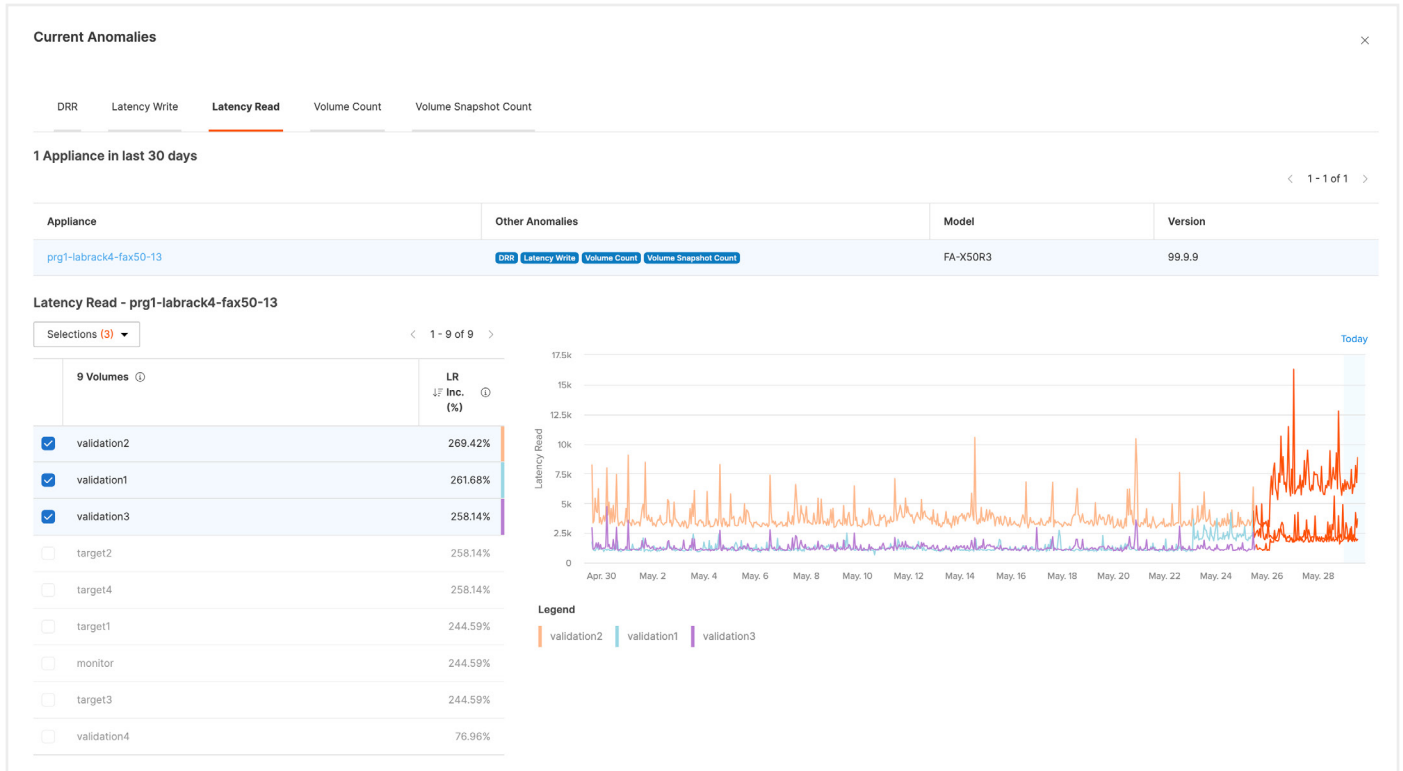 Current Anomalies
DRR Latency Write Latency Read Volume Count Volume Snapshot Count
1 Appliance in last 30 days
1 - 1 of 1
Appliance Other Anomalies Model Version
prg1-labrack4-fax50-13 DRR Latency Write Volume Count Volume Snapshot Count FA-X50R3 99.9.9
Latency Read - prg1-labrack4-fax50-13
Selections (3) 1 - 9 of 9
9 Volumes LR
Inc.
(%)
validation2 269.42%
validation1 261.68%
validation3 258.14%
target2 258.14%
target4 258.14%
target1 244.59%
monitor 244.59%
target3 244.59%
validation4 76.96%
Today
Latency Read
17.5k
15k
12.5k
10k
7.5k
5k
2.5k
0
Apr. 30 May. 2 May. 4 May. 6 May. 8 May. 10 May. 12 May. 14 May. 16 May. 18 May. 20 May. 22 May. 24 May. 26 May. 28
Legend
validation2 validation1 validation3